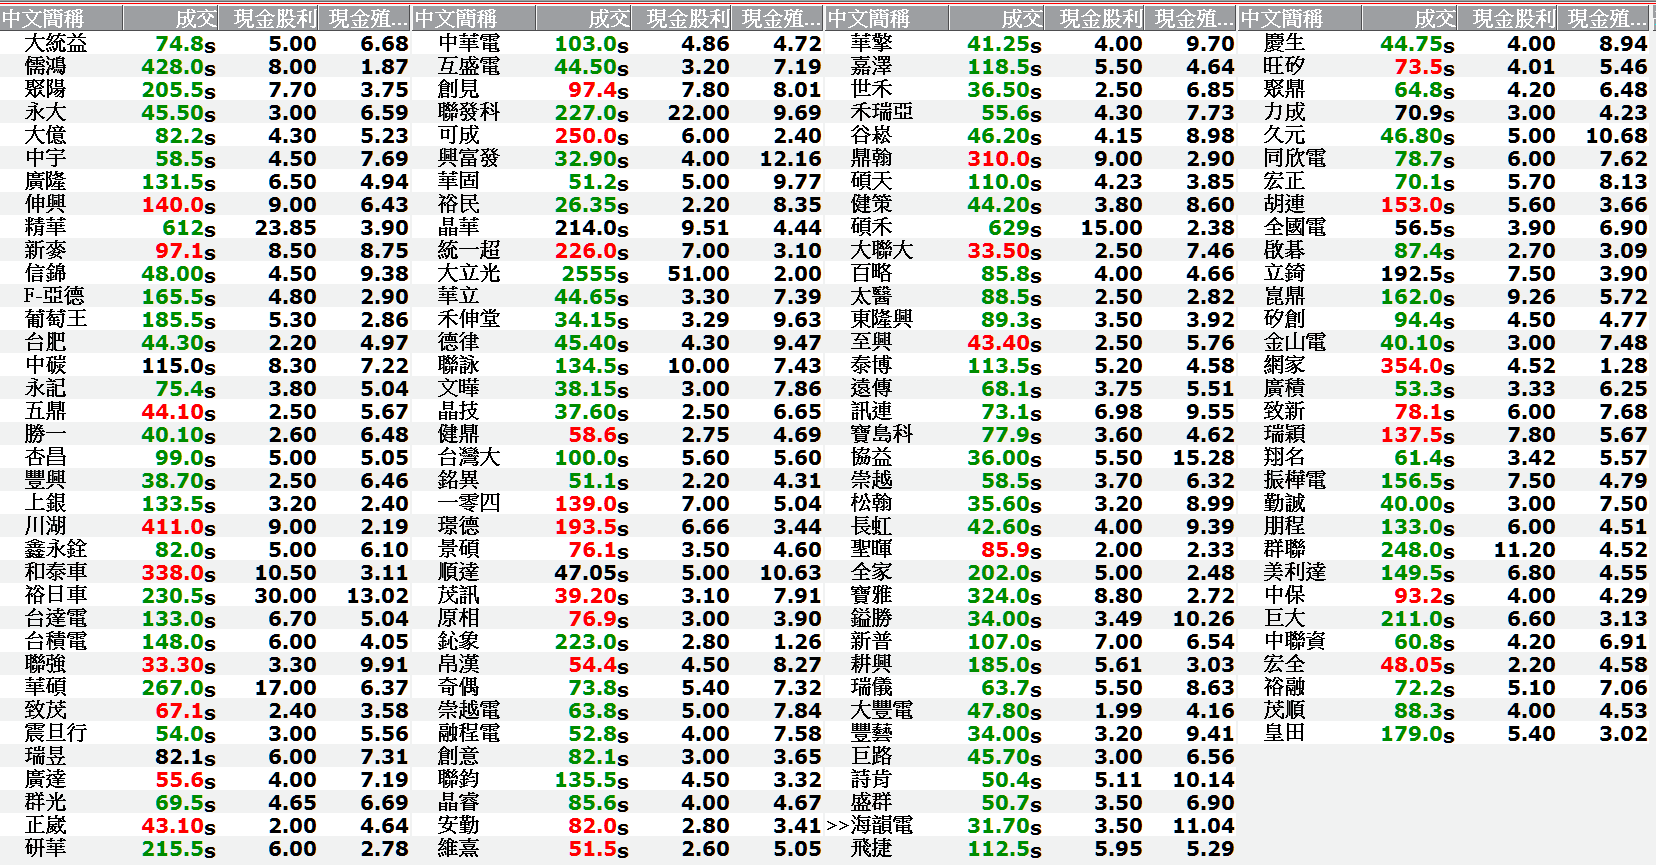 中文簡稱 成交 現金股利 現金殖... 中文簡稱 成交 現金股利 現金殖... 中文簡稱 成交 現金股利 現金殖... 中文簡稱 成交 現金股利 現金殖...
大統益 74.8s 5.00 6.68 中華電 103.0s 4.86 4.72 華擎 41.25s 4.00 9.70 慶生 44.75s 4.00 8.94
儒鴻 428.0s 8.00 1.87 互盛電 44.50s 3.20 7.19 嘉澤 118.5s 5.50 4.64 旺矽 73.5s 4.01 5.46
聚陽 205.5s 7.70 3.75 創見 97.4s 7.80 8.01 世禾 36.50s 2.50 6.85 聚鼎 64.8s 4.20 6.48
永大 45.50s 3.00 6.59 聯發科 227.0s 22.00 9.69 禾瑞亞 55.6s 4.30 7.73 力成 70.9s 3.00 4.23
大億 82.2s 4.30 5.23 可成 250.0s 6.00 2.40 谷崧 46.20s 4.15 8.98 久元 46.80s 5.00 10.68
中宇 58.5s 4.50 7.69 興富發 32.90s 4.00 12.16 鼎翰 310.0s 9.00 2.90 同欣電 78.7s 6.00 7.62
廣隆 131.5s 6.50 4.94 華固 51.2s 5.00 9.77 碩天 110.0s 4.23 3.85 宏正 70.1s 5.70 8.13
伸興 140.0s 9.00 6.43 裕民 26.35s 2.20 8.35 健策 44.20s 3.80 8.60 胡連 153.0s 5.60 3.66
精華 612s 23.85 3.90 晶華 214.0s 9.51 4.44 碩禾 629s 15.00 2.38 全國電 56.5s 3.90 6.90
新麥 97.1s 8.50 8.75 統一超 226.0s 7.00 3.10 大聯大 33.50s 2.50 7.46 啟碁 87.4s 2.70 3.09
信錦 48.00s 4.50 9.38 大立光 2555s 51.00 2.00 百略 85.8s 4.00 4.66 立錡 192.5s 7.50 3.90
F-亞德 165.5s 4.80 2.90 華立 44.65s 3.30 7.39 太醫 88.5s 2.50 2.82 崑鼎 162.0s 9.26 5.72
葡萄王 185.5s 5.30 2.86 禾伸堂 34.15s 3.29 9.63 東隆興 89.3s 3.50 3.92 矽創 94.4s 4.50 4.77
台肥 44.30s 2.20 4.97 德律 45.40s 4.30 9.47 至興 43.40s 2.50 5.76 金山電 40.10s 3.00 7.48
中碳 115.0s 8.30 7.22 聯詠 134.5s 10.00 7.43 泰博 113.5s 5.20 4.58 網家 354.0s 4.52 1.28
永記 75.4s 3.80 5.04 文曄 38.15s 3.00 7.86 遠傳 68.1s 3.75 5.51 廣積 53.3s 3.33 6.25
五鼎 44.10s 2.50 5.67 晶技 37.60s 2.50 6.65 訊連 73.1s 6.98 9.55 致新 78.1s 6.00 7.68
勝一 40.10s 2.60 6.48 健鼎 58.6s 2.75 4.69 寶島科 77.9s 3.60 4.62 瑞穎 137.5s 7.80 5.67
杏昌 99.0s 5.00 5.05 台灣大 100.0s 5.60 5.60 協益 36.00s 5.50 15.28 翔名 61.4s 3.42 5.57
豐興 38.70s 2.50 6.46 銘異 51.1s 2.20 4.31 崇越 58.5s 3.70 6.32 振樺電 156.5s 7.50 4.79
上銀 133.5s 3.20 2.40 一零四 139.0s 7.00 5.04 松翰 35.60s 3.20 8.99 勤誠 40.00s 3.00 7.50
川湖 411.0s 9.00 2.19 璟德 193.5s 6.66 3.44 長虹 42.60s 4.00 9.39 朋程 133.0s 6.00 4.51
鑫永銓 82.0s 5.00 6.10 景碩 76.1s 3.50 4.60 聖暉 85.9s 2.00 2.33 群聯 248.0s 11.20 4.52
和泰車 338.0s 10.50 3.11 順達 47.05s 5.00 10.63 全家 202.0s 5.00 2.48 美利達 149.5s 6.80 4.55
裕日車 230.5s 30.00 13.02 茂訊 39.20s 3.10 7.91 寶雅 324.0s 8.80 2.72 中保 93.2s 4.00 4.29
台達電 133.0s 6.70 5.04 原相 76.9s 3.00 3.90 鎰勝 34.00s 3.49 10.26 巨大 211.0s 6.60 3.13
台積電 148.0s 6.00 4.05 鈊象 223.0s 2.80 1.26 新普 107.0s 7.00 6.54 中聯資 60.8s 4.20 6.91
聯強 33.30s 3.30 9.91 帛漢 54.4s 4.50 8.27 耕興 185.0s 5.61 3.03 宏全 48.05s 2.20 4.58
華碩 267.0s 17.00 6.37 奇偶 73.8s 5.40 7.32 瑞儀 63.7s 5.50 8.63 裕融 72.2s 5.10 7.06
致茂 67.1s 2.40 3.58 崇越電 63.8s 5.00 7.84 大豐電 47.80s 1.99 4.16 茂順 88.3s 4.00 4.53
震旦行 54.0s 3.00 5.56 融程電 52.8s 4.00 7.58 豐藝 34.00s 3.20 9.41 皇田 179.0s 5.40 3.02
瑞昱 82.1s 6.00 7.31 創意 82.1s 3.00 3.65 巨路 45.70s 3.00 6.56
廣達 55.6s 4.00 7.19 聯鈞 135.5s 4.50 3.32 詩肯 50.4s 5.11 10.14
群光 69.5s 4.65 6.69 晶睿 85.6s 4.00 4.67 盛群 50.7s 3.50 6.90
正崴 43.10s 2.00 4.64 安勤 82.0s 2.80 3.41 >>海韻電 31.70s 3.50 11.04
研華 215.5s 6.00 2.78 維熹 51.5s 2.60 5.05 飛捷 112.5s 5.95 5.29